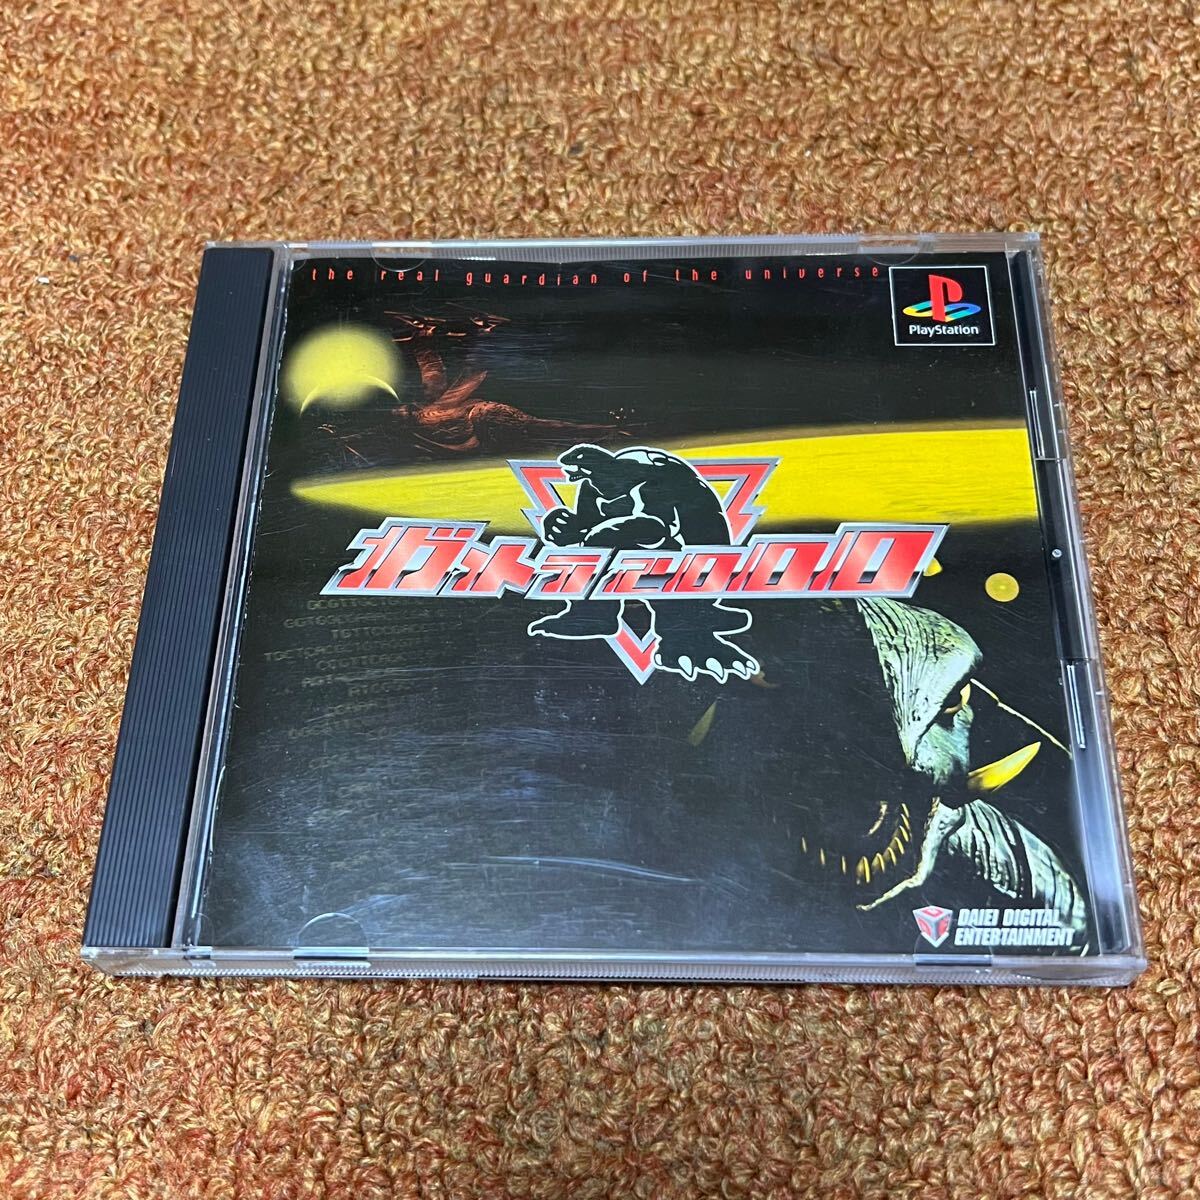 the real guardian of the universe
PlayStation
ガメラ2000
DAIEI DIGITAL
ENTERTAINMENT